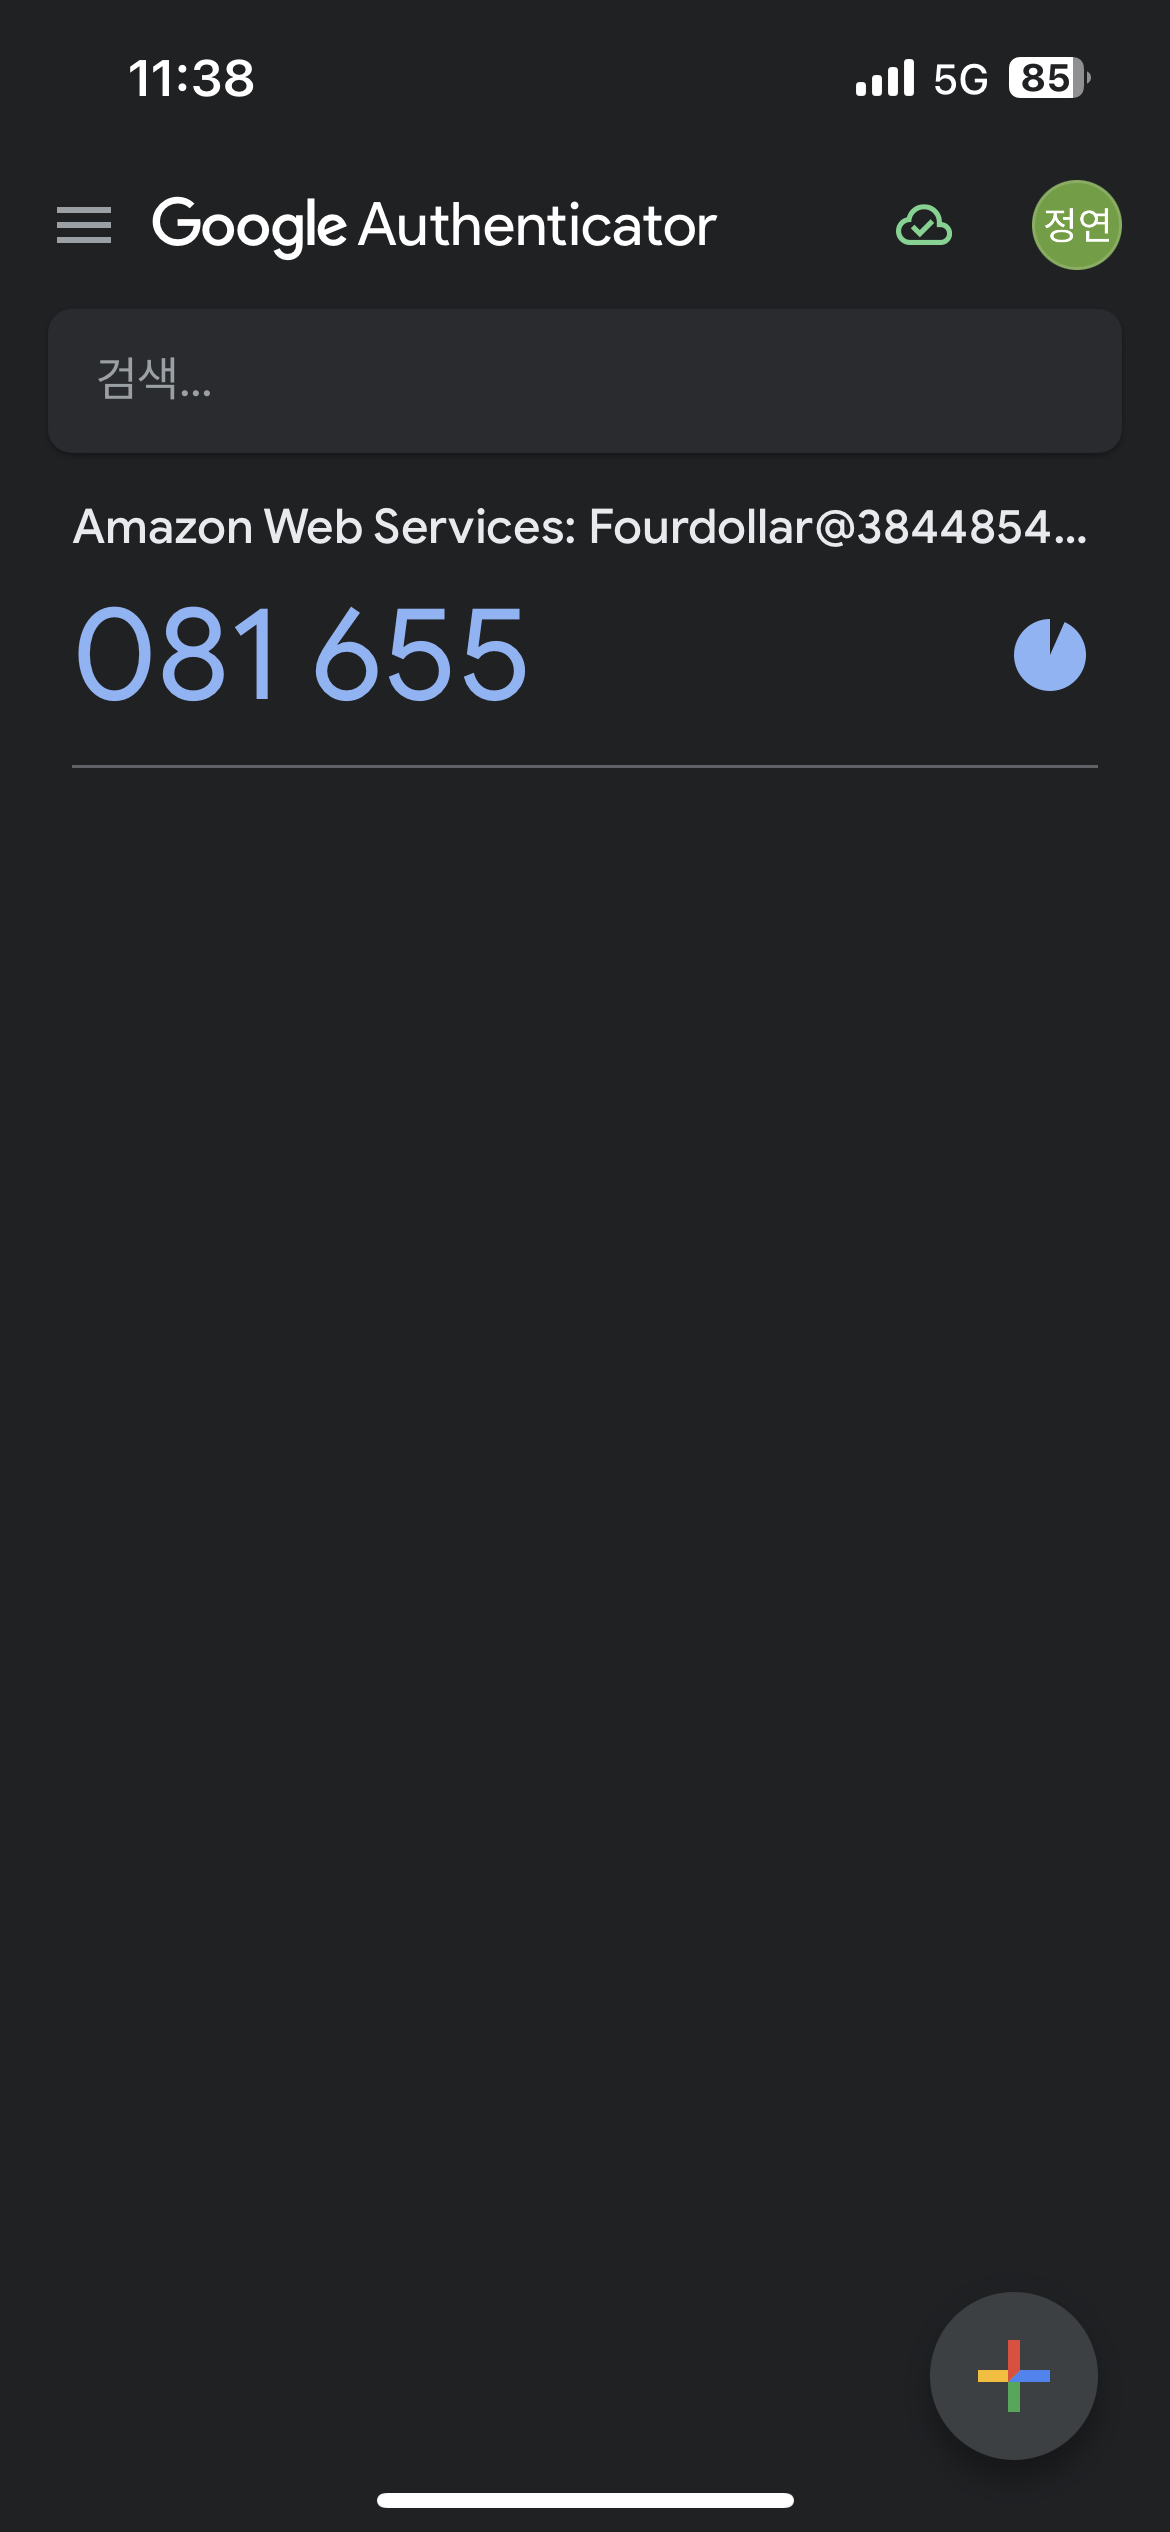 11:38
5G 85
Google Authenticator
정연
검색...
Amazon Web Services: Fourdollar@3844854...
081 655